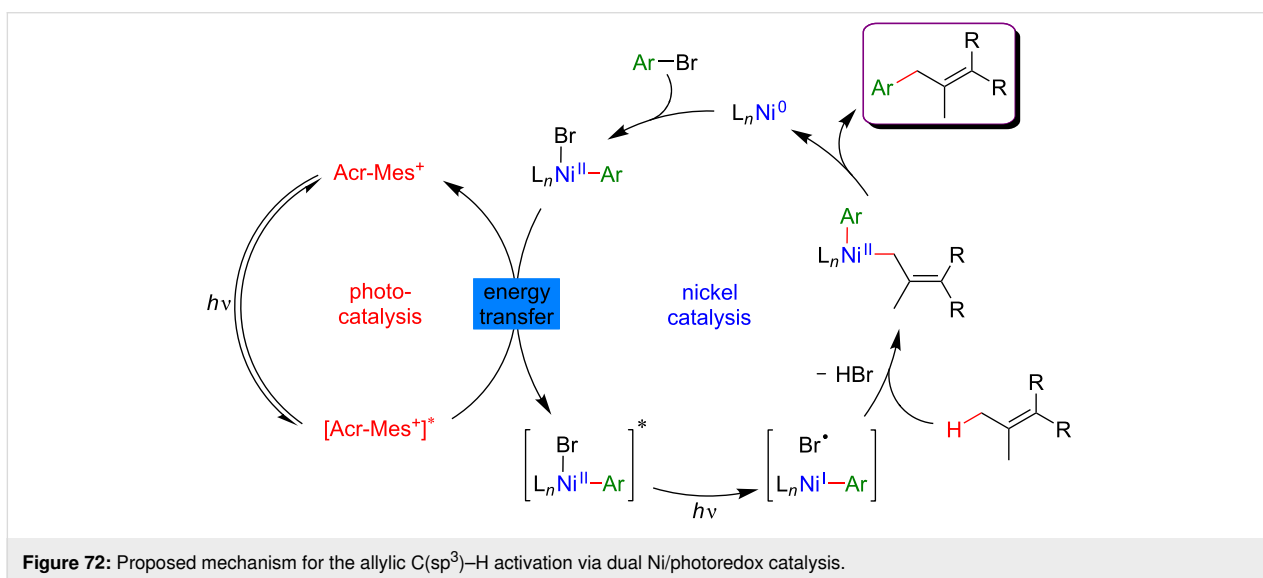 Ar–Br
LnNi⁰
R
Ar
R
Br
LnNiᴵᴵ–Ar
Acr-Mes⁺
Ar
LnNiᴵᴵ
R
R
hν
photo-
catalysis
energy
transfer
nickel
catalysis
– HBr
R
H
R
[Acr-Mes⁺]*
Br
[LnNiᴵᴵ–Ar]*
hν
Br•
[LnNiᴵ–Ar]
Figure 72: Proposed mechanism for the allylic C(sp³)–H activation via dual Ni/photoredox catalysis.